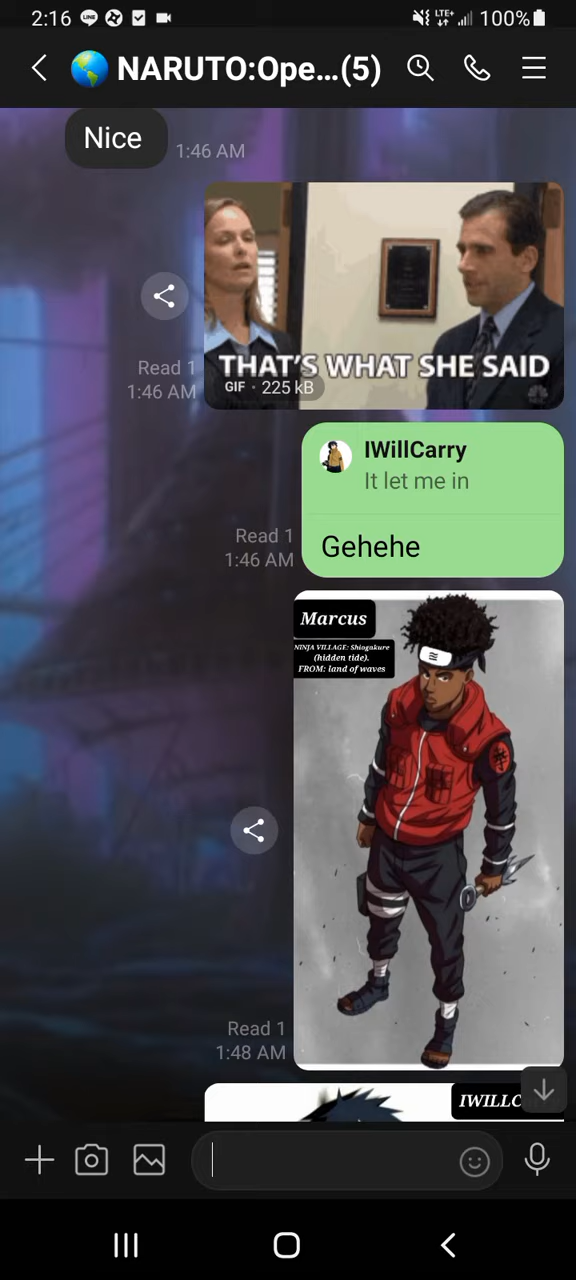 2:16 LINE LTE+ 100%
NARUTO:Ope...(5)
Nice
1:46 AM
THAT'S WHAT SHE SAID
GIF · 225 kB
Read 1
1:46 AM
IWillCarry
It let me in
Gehehe
Read 1
1:46 AM
Marcus
NINJA VILLAGE: Shiogakure
(hidden tide).
FROM: land of waves
Read 1
1:48 AM
IWILLC